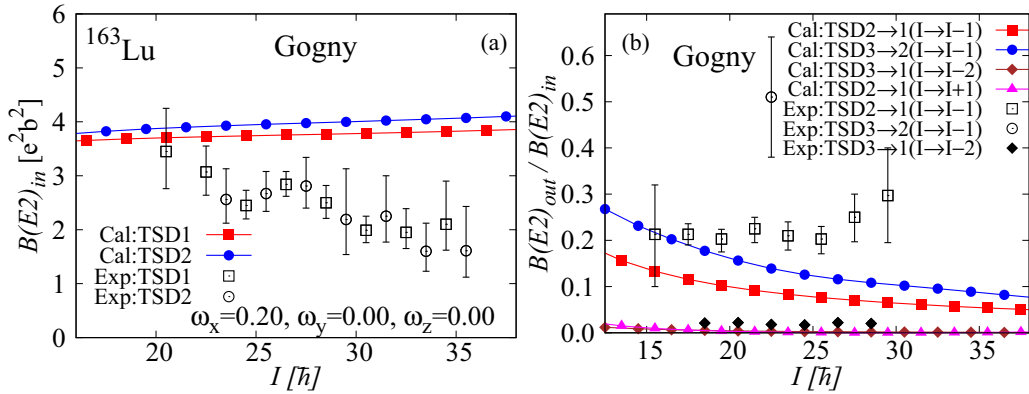 6
5
4
3
2
1
0
B(E2)in [e²b²]
¹⁶³Lu
Gogny
(a)
Cal:TSD1
Cal:TSD2
Exp:TSD1
Exp:TSD2
ωx=0.20, ωy=0.00, ωz=0.00
20 25 30 35
I [ħ]
0.6
0.5
0.4
0.3
0.2
0.1
0.0
B(E2)out / B(E2)in
(b)
Gogny
Cal:TSD2→1(I→I−1)
Cal:TSD3→2(I→I−1)
Cal:TSD3→1(I→I−2)
Cal:TSD2→1(I→I+1)
Exp:TSD2→1(I→I−1)
Exp:TSD3→2(I→I−1)
Exp:TSD3→1(I→I−2)
15 20 25 30 35
I [ħ]